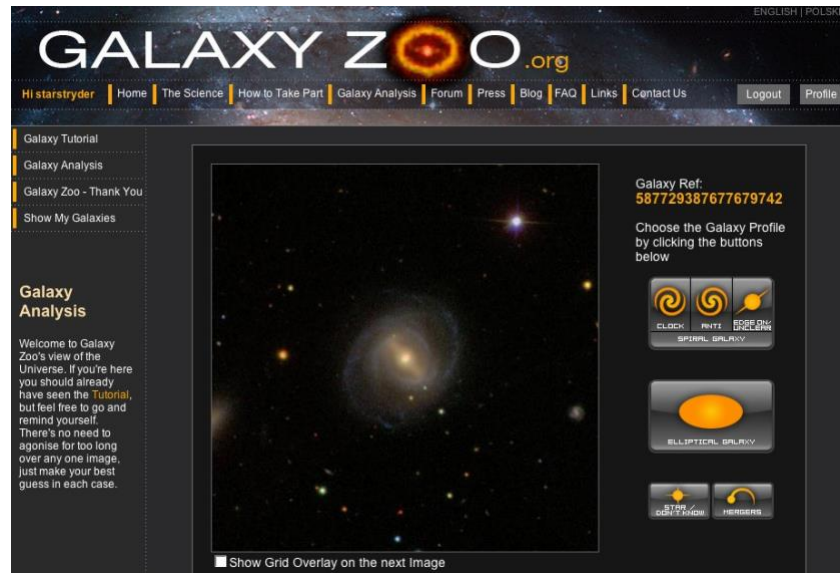 ENGLISH | POLSKI
GALAXY ZOO.org
Hi starstryder Home The Science How to Take Part Galaxy Analysis Forum Press Blog FAQ Links Contact Us Logout Profile
Galaxy Tutorial
Galaxy Analysis
Galaxy Zoo - Thank You
Show My Galaxies
Galaxy
Analysis
Welcome to Galaxy
Zoo's view of the
Universe. If you're here
you should already
have seen the Tutorial,
but feel free to go and
remind yourself.
There's no need to
agonise for too long
over any one image,
just make your best
guess in each case.
Show Grid Overlay on the next Image
Galaxy Ref:
587729387677679742
Choose the Galaxy Profile
by clicking the buttons
below
CLOCK ANTI EDGE ON/
UNCLEAR
SPIRAL GALAXY
ELLIPTICAL GALAXY
STAR /
DON'T KNOW
MERGERS